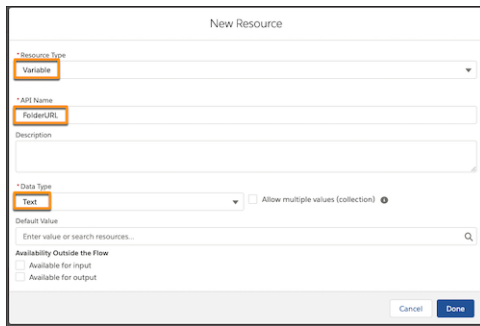 New Resource
*Resource Type
Variable
*API Name
FolderURL
Description
*Data Type
Text
Allow multiple values (collection)
Default Value
Enter value or search resources...
Availability Outside the Flow
Available for input
Available for output
Cancel
Done